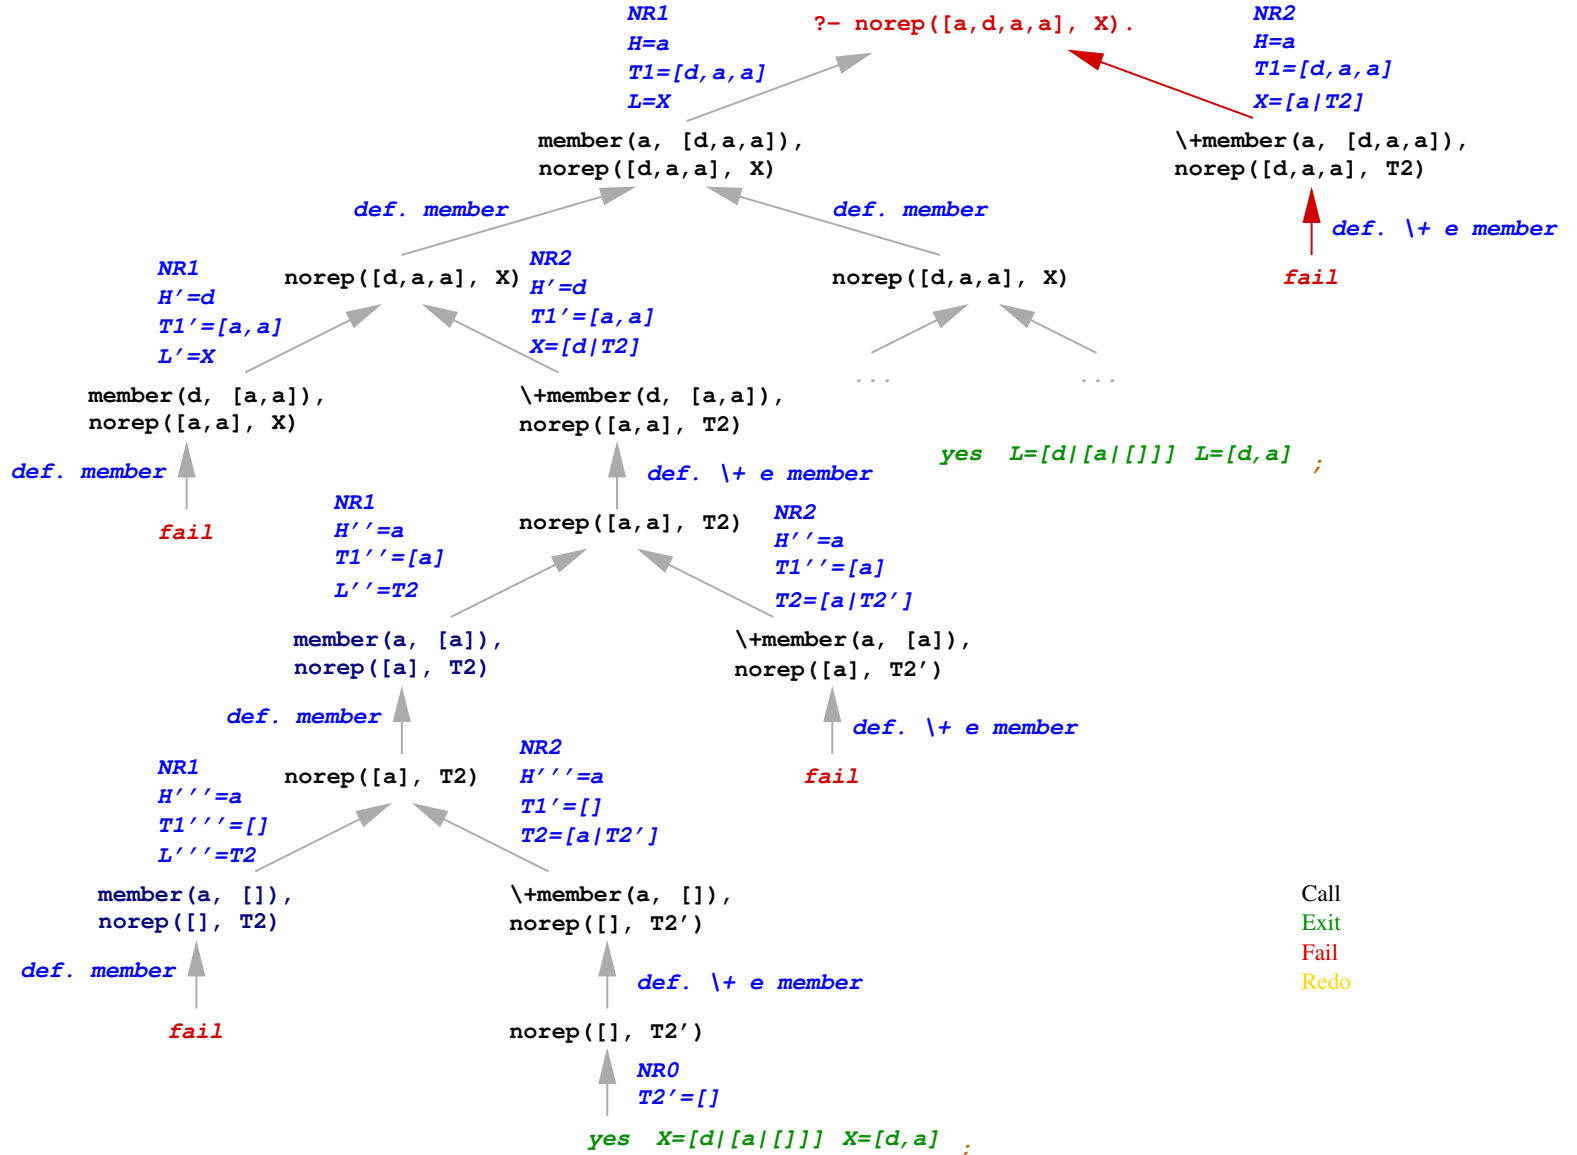 NR1
H=a
T1=[d,a,a]
L=X
?- norep([a,d,a,a], X).
NR2
H=a
T1=[d,a,a]
X=[a|T2]
member(a, [d,a,a]),
norep([d,a,a], X)
\+member(a, [d,a,a]),
norep([d,a,a], T2)
def. member
def. member
def. \+ e member
NR1
H'=d
T1'=[a,a]
L'=X
norep([d,a,a], X)
NR2
H'=d
T1'=[a,a]
X=[d|T2]
norep([d,a,a], X)
fail
member(d, [a,a]),
norep([a,a], X)
\+member(d, [a,a]),
norep([a,a], T2)
...
...
def. member
def. \+ e member
yes L=[d|[a|[]]] L=[d,a] ;
fail
NR1
H''=a
T1''=[a]
L''=T2
norep([a,a], T2)
NR2
H''=a
T1''=[a]
T2=[a|T2']
member(a, [a]),
norep([a], T2)
\+member(a, [a]),
norep([a], T2')
def. member
def. \+ e member
NR1
H'''=a
T1'''=[]
L'''=T2
norep([a], T2)
NR2
H'''=a
T1'=[]
T2=[a|T2']
fail
member(a, []),
norep([], T2)
\+member(a, []),
norep([], T2')
Call
Exit
Fail
Redo
def. member
def. \+ e member
fail
norep([], T2')
NR0
T2'=[]
yes X=[d|[a|[]]] X=[d,a] ;